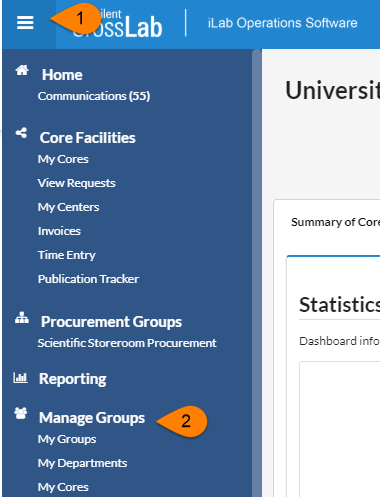 1
CrossLab iLab Operations Software
Home
Communications (55)
Core Facilities
My Cores
View Requests
My Centers
Invoices
Time Entry
Publication Tracker
Procurement Groups
Scientific Storeroom Procurement
Reporting
Manage Groups 2
My Groups
My Departments
My Cores
Universit
Summary of Core
Statistics
Dashboard info